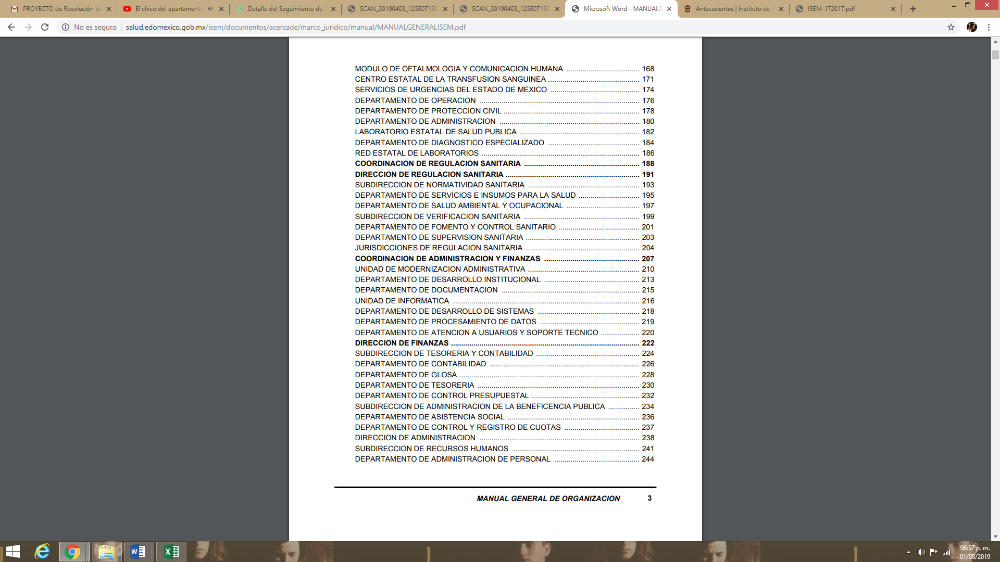 PROYECTO de Resolución de
El chico del apartamento
Detalle del Seguimiento de S
SCAN_20190403_125807139
SCAN_20190403_125807139
Microsoft Word - MANUALG
Antecedentes | Instituto de S
ISEM-172017.pdf
No es seguro
salud.edomexico.gob.mx/isem/documentos/acercade/marco_juridico/manual/MANUALGENERALISEM.pdf
MODULO DE OFTALMOLOGIA Y COMUNICACION HUMANA .................................... 168
CENTRO ESTATAL DE LA TRANSFUSION SANGUINEA ............................................. 171
SERVICIOS DE URGENCIAS DEL ESTADO DE MEXICO ............................................ 174
DEPARTAMENTO DE OPERACION ............................................................................... 176
DEPARTAMENTO DE PROTECCION CIVIL ................................................................... 178
DEPARTAMENTO DE ADMINISTRACION ..................................................................... 180
LABORATORIO ESTATAL DE SALUD PUBLICA ........................................................... 182
DEPARTAMENTO DE DIAGNOSTICO ESPECIALIZADO ............................................. 184
RED ESTATAL DE LABORATORIOS .............................................................................. 186
COORDINACION DE REGULACION SANITARIA ......................................................... 188
DIRECCION DE REGULACION SANITARIA .................................................................. 191
SUBDIRECCION DE NORMATIVIDAD SANITARIA ....................................................... 193
DEPARTAMENTO DE SERVICIOS E INSUMOS PARA LA SALUD .............................. 195
DEPARTAMENTO DE SALUD AMBIENTAL Y OCUPACIONAL .................................... 197
SUBDIRECCION DE VERIFICACION SANITARIA ......................................................... 199
DEPARTAMENTO DE FOMENTO Y CONTROL SANITARIO ........................................ 201
DEPARTAMENTO DE SUPERVISION SANITARIA ........................................................ 203
JURISDICCIONES DE REGULACION SANITARIA ........................................................ 204
COORDINACION DE ADMINISTRACION Y FINANZAS ............................................... 207
UNIDAD DE MODERNIZACION ADMINISTRATIVA ....................................................... 210
DEPARTAMENTO DE DESARROLLO INSTITUCIONAL ............................................... 213
DEPARTAMENTO DE DOCUMENTACION .................................................................... 215
UNIDAD DE INFORMATICA ............................................................................................ 216
DEPARTAMENTO DE DESARROLLO DE SISTEMAS .................................................. 218
DEPARTAMENTO DE PROCESAMIENTO DE DATOS ................................................. 219
DEPARTAMENTO DE ATENCION A USUARIOS Y SOPORTE TECNICO ................... 220
DIRECCION DE FINANZAS ............................................................................................. 222
SUBDIRECCION DE TESORERIA Y CONTABILIDAD ................................................... 224
DEPARTAMENTO DE CONTABILIDAD .......................................................................... 226
DEPARTAMENTO DE GLOSA ......................................................................................... 228
DEPARTAMENTO DE TESORERIA ................................................................................ 230
DEPARTAMENTO DE CONTROL PRESUPUESTAL ..................................................... 232
SUBDIRECCION DE ADMINISTRACION DE LA BENEFICENCIA PUBLICA ............... 234
DEPARTAMENTO DE ASISTENCIA SOCIAL ................................................................. 236
DEPARTAMENTO DE CONTROL Y REGISTRO DE CUOTAS ..................................... 237
DIRECCION DE ADMINISTRACION ............................................................................... 238
SUBDIRECCION DE RECURSOS HUMANOS ............................................................... 241
DEPARTAMENTO DE ADMINISTRACION DE PERSONAL .......................................... 244
MANUAL GENERAL DE ORGANIZACION 3
06:57 p. m.
01/08/2019